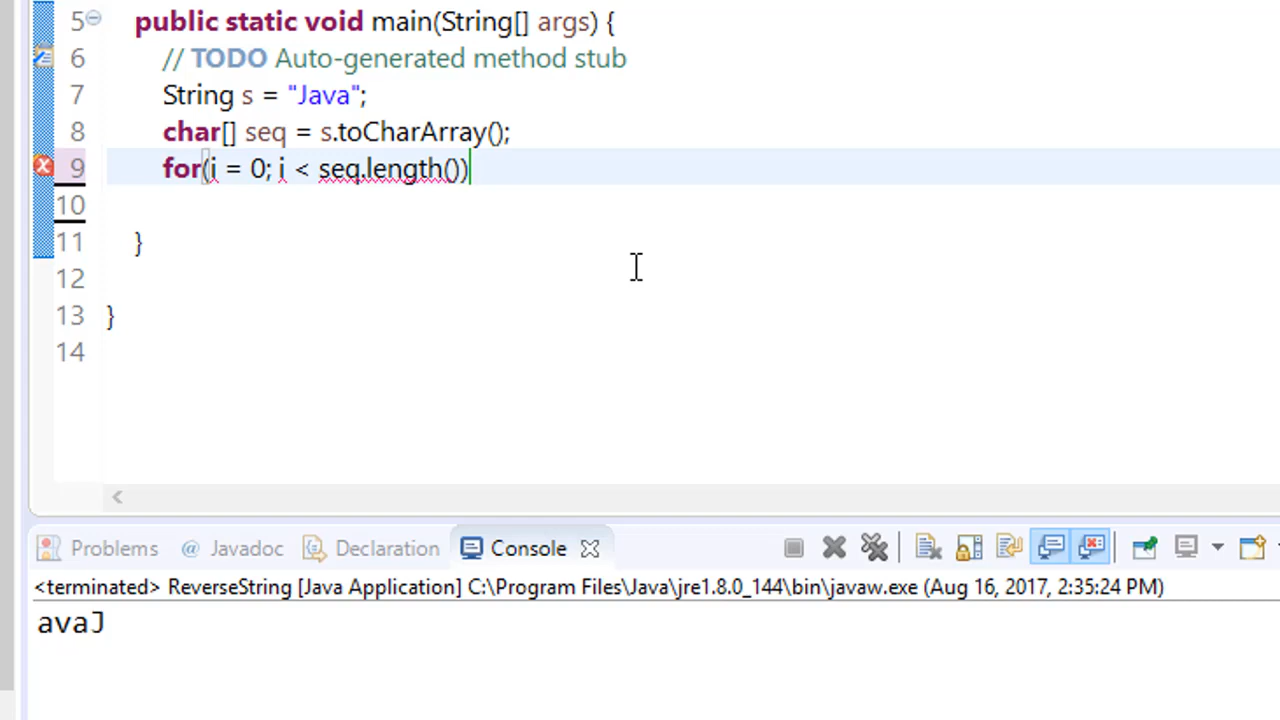 5 public static void main(String[] args) {
6 // TODO Auto-generated method stub
7 String s = "Java";
8 char[] seq = s.toCharArray();
9 for(i = 0; i < seq.length())
10
11 }
12
13 }
14
Problems @ Javadoc Declaration Console
<terminated> ReverseString [Java Application] C:\Program Files\Java\jre1.8.0_144\bin\javaw.exe (Aug 16, 2017, 2:35:24 PM)
avaJ